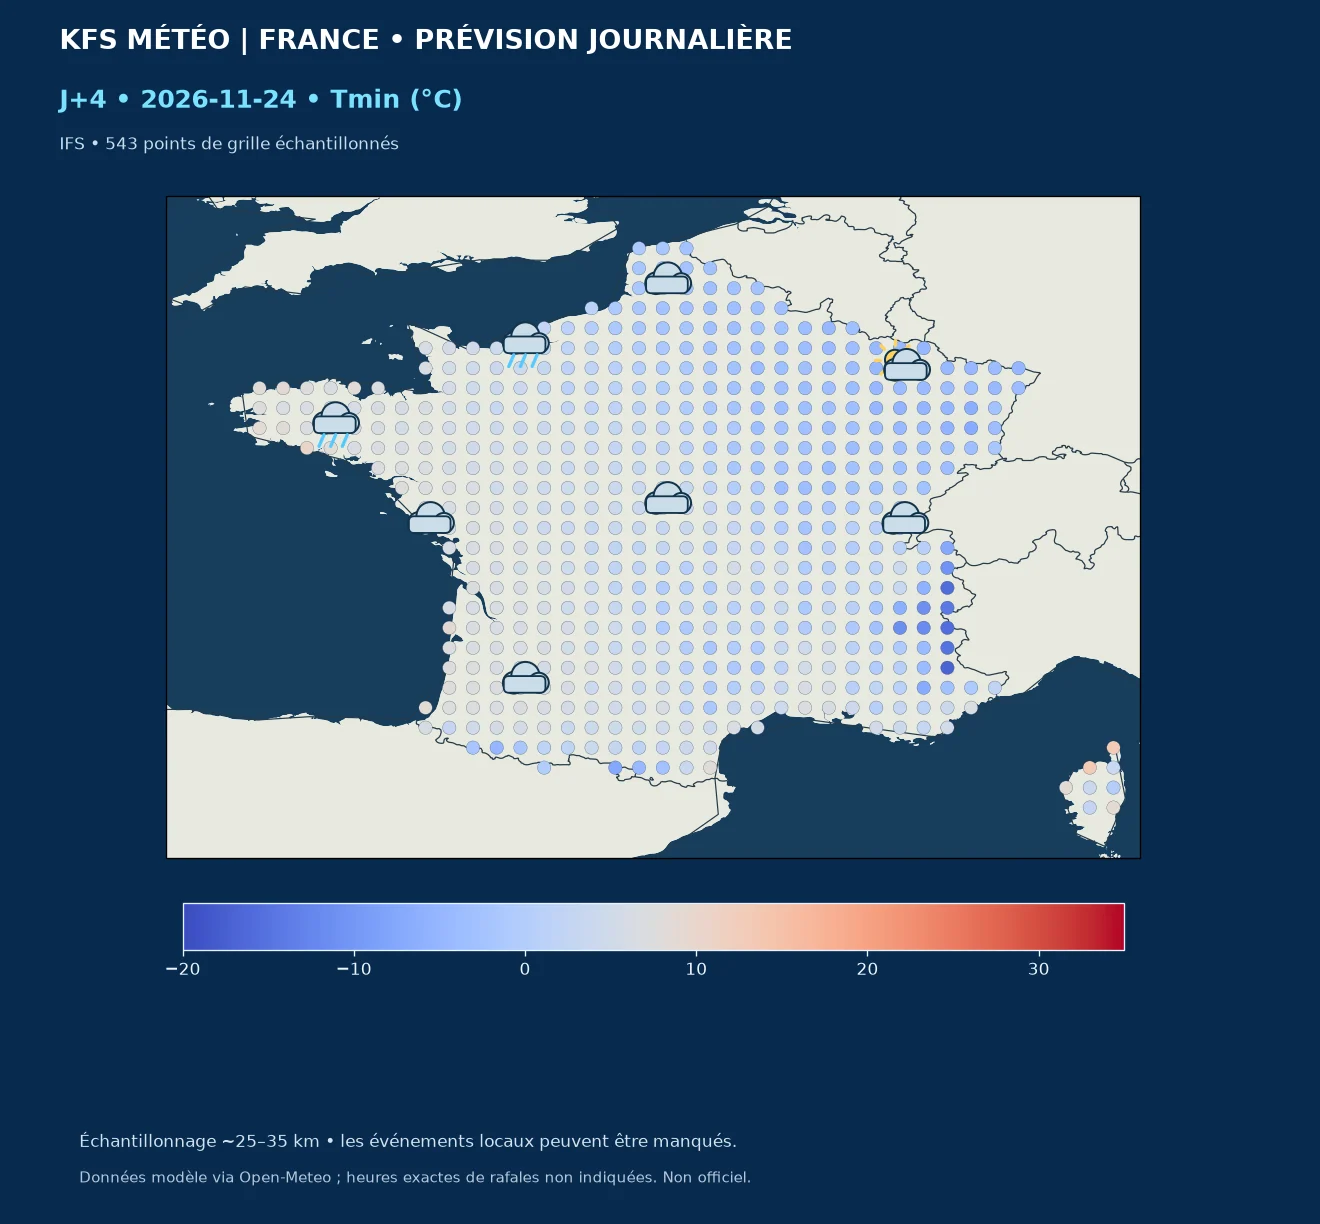 KFS MÉTÉO | FRANCE • PRÉVISION JOURNALIÈRE
J+4 • 2026-11-24 • Tmin (°C)
IFS • 543 points de grille échantillonnés
−20 −10 0 10 20 30
Échantillonnage ~25–35 km • les événements locaux peuvent être manqués.
Données modèle via Open-Meteo ; heures exactes de rafales non indiquées. Non officiel.